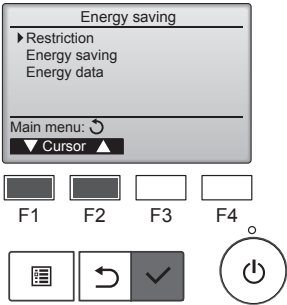 Energy saving
Restriction
Energy saving
Energy data
Main menu:
Cursor
F1 F2 F3 F4